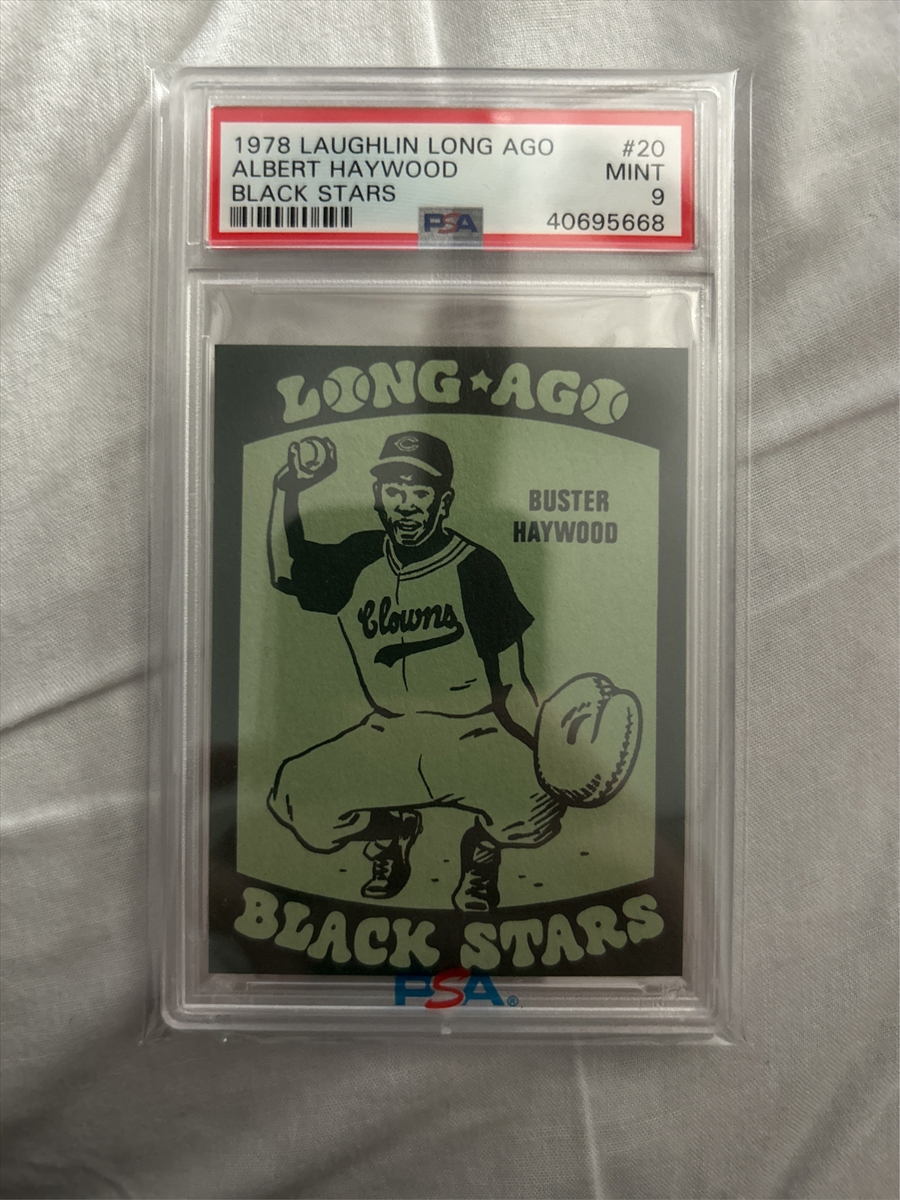 1978 LAUGHLIN LONG AGO #20
ALBERT HAYWOOD MINT
BLACK STARS 9
PSA 40695668
LONG★AGO
C
BUSTER
HAYWOOD
Clowns
BLACK STARS
PSA®